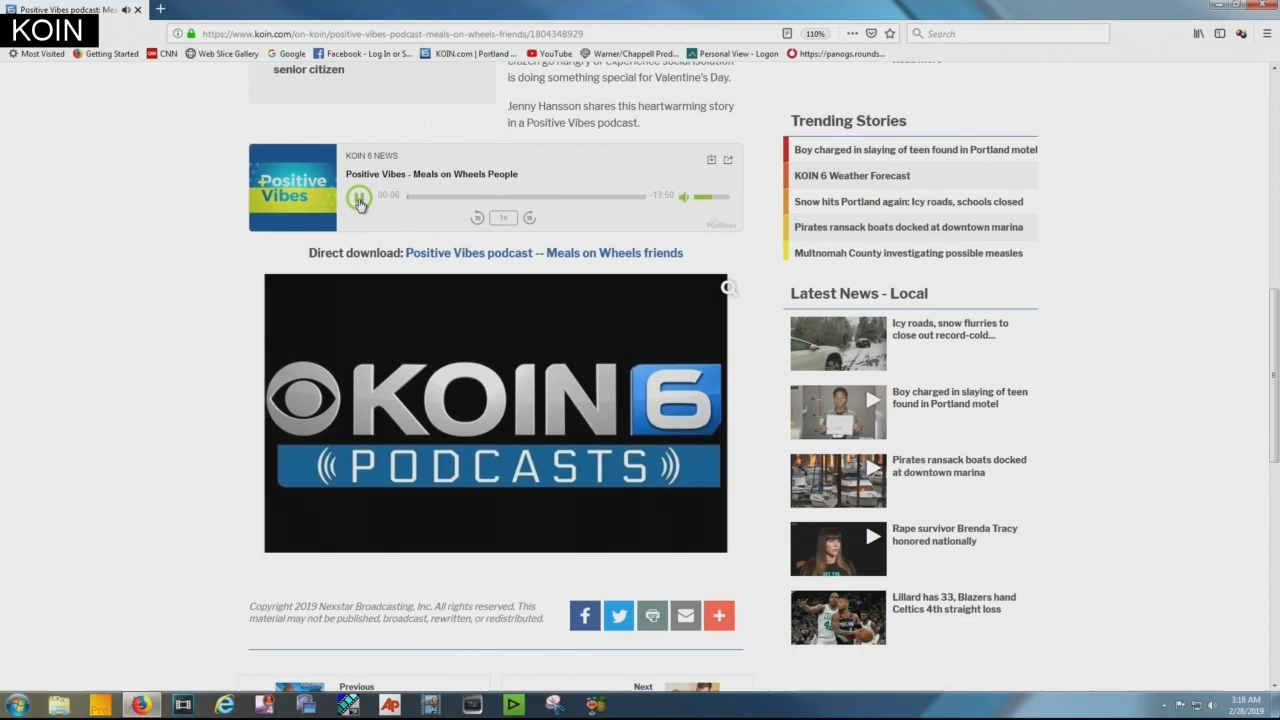 Positive Vibes podcast: Me
KOIN
https://www.koin.com/on-koin/positive-vibes-podcast-meals-on-wheels-friends/1804348929
110%
Search
Most Visited
Getting Started
CNN
Web Slice Gallery
Google
Facebook - Log In or S...
KOIN.com | Portland ...
YouTube
Warner/Chappell Prod...
Personal View - Logon
https://panogs.rounds...
senior citizen
is doing something special for Valentine's Day.
Jenny Hansson shares this heartwarming story
in a Positive Vibes podcast.
+Positive
Vibes
KOIN 6 NEWS
Positive Vibes - Meals on Wheels People
00:06
-13:50
1x
PodBean
Direct download: Positive Vibes podcast -- Meals on Wheels friends
KOIN 6
PODCASTS
Copyright 2019 Nexstar Broadcasting, Inc. All rights reserved. This
material may not be published, broadcast, rewritten, or redistributed.
Previous
Next
Trending Stories
Boy charged in slaying of teen found in Portland motel
KOIN 6 Weather Forecast
Snow hits Portland again: Icy roads, schools closed
Pirates ransack boats docked at downtown marina
Multnomah County investigating possible measles
Latest News - Local
Icy roads, snow flurries to
close out record-cold...
Boy charged in slaying of teen
found in Portland motel
Pirates ransack boats docked
at downtown marina
Rape survivor Brenda Tracy
honored nationally
Lillard has 33, Blazers hand
Celtics 4th straight loss
Pro
AP
3:18 AM
2/28/2019